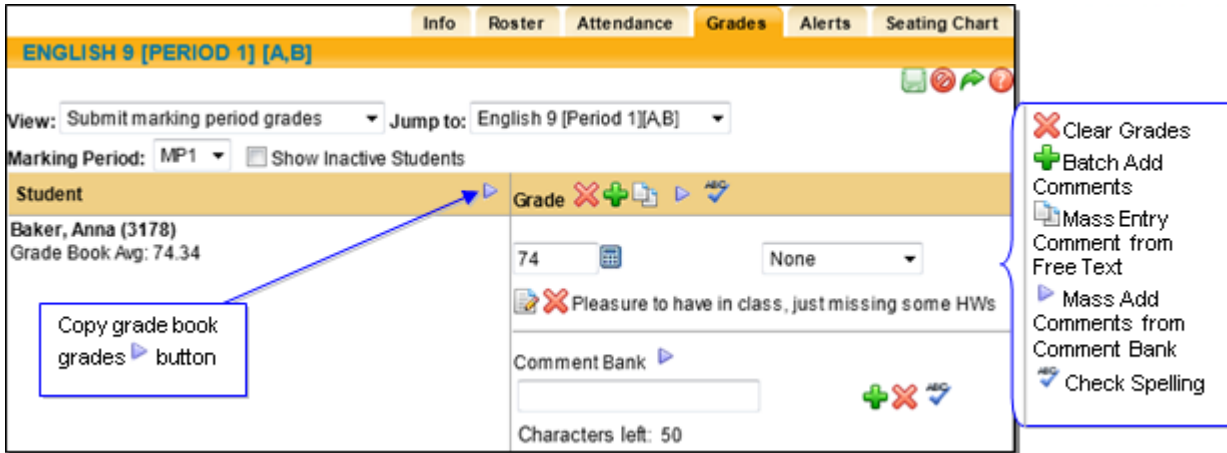 Info Roster Attendance Grades Alerts Seating Chart
ENGLISH 9 [PERIOD 1] [A,B]
View: Submit marking period grades Jump to: English 9 [Period 1][A,B]
Marking Period: MP1 Show Inactive Students
Student Grade
Baker, Anna (3178)
Grade Book Avg: 74.34
74 None
Pleasure to have in class, just missing some HWs
Comment Bank
Characters left: 50
Copy grade book
grades button
Clear Grades
Batch Add
Comments
Mass Entry
Comment from
Free Text
Mass Add
Comments from
Comment Bank
Check Spelling